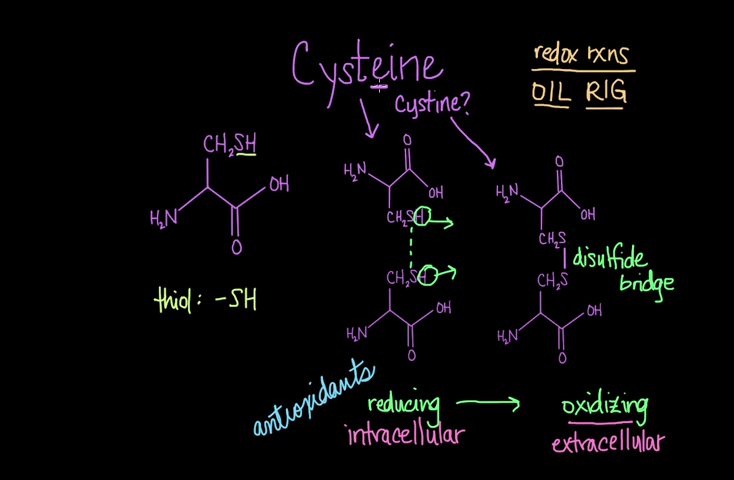 Cysteine
Cystine?
redox rxns
OIL RIG
CH₂SH
OH
H₂N
O
thiol: -SH
O
H₂N
OH
CH₂SH
CH₂SH
OH
H₂N
O
O
H₂N
OH
CH₂S
disulfide
bridge
CH₂S
OH
H₂N
O
antioxidants
reducing
oxidizing
intracellular
extracellular